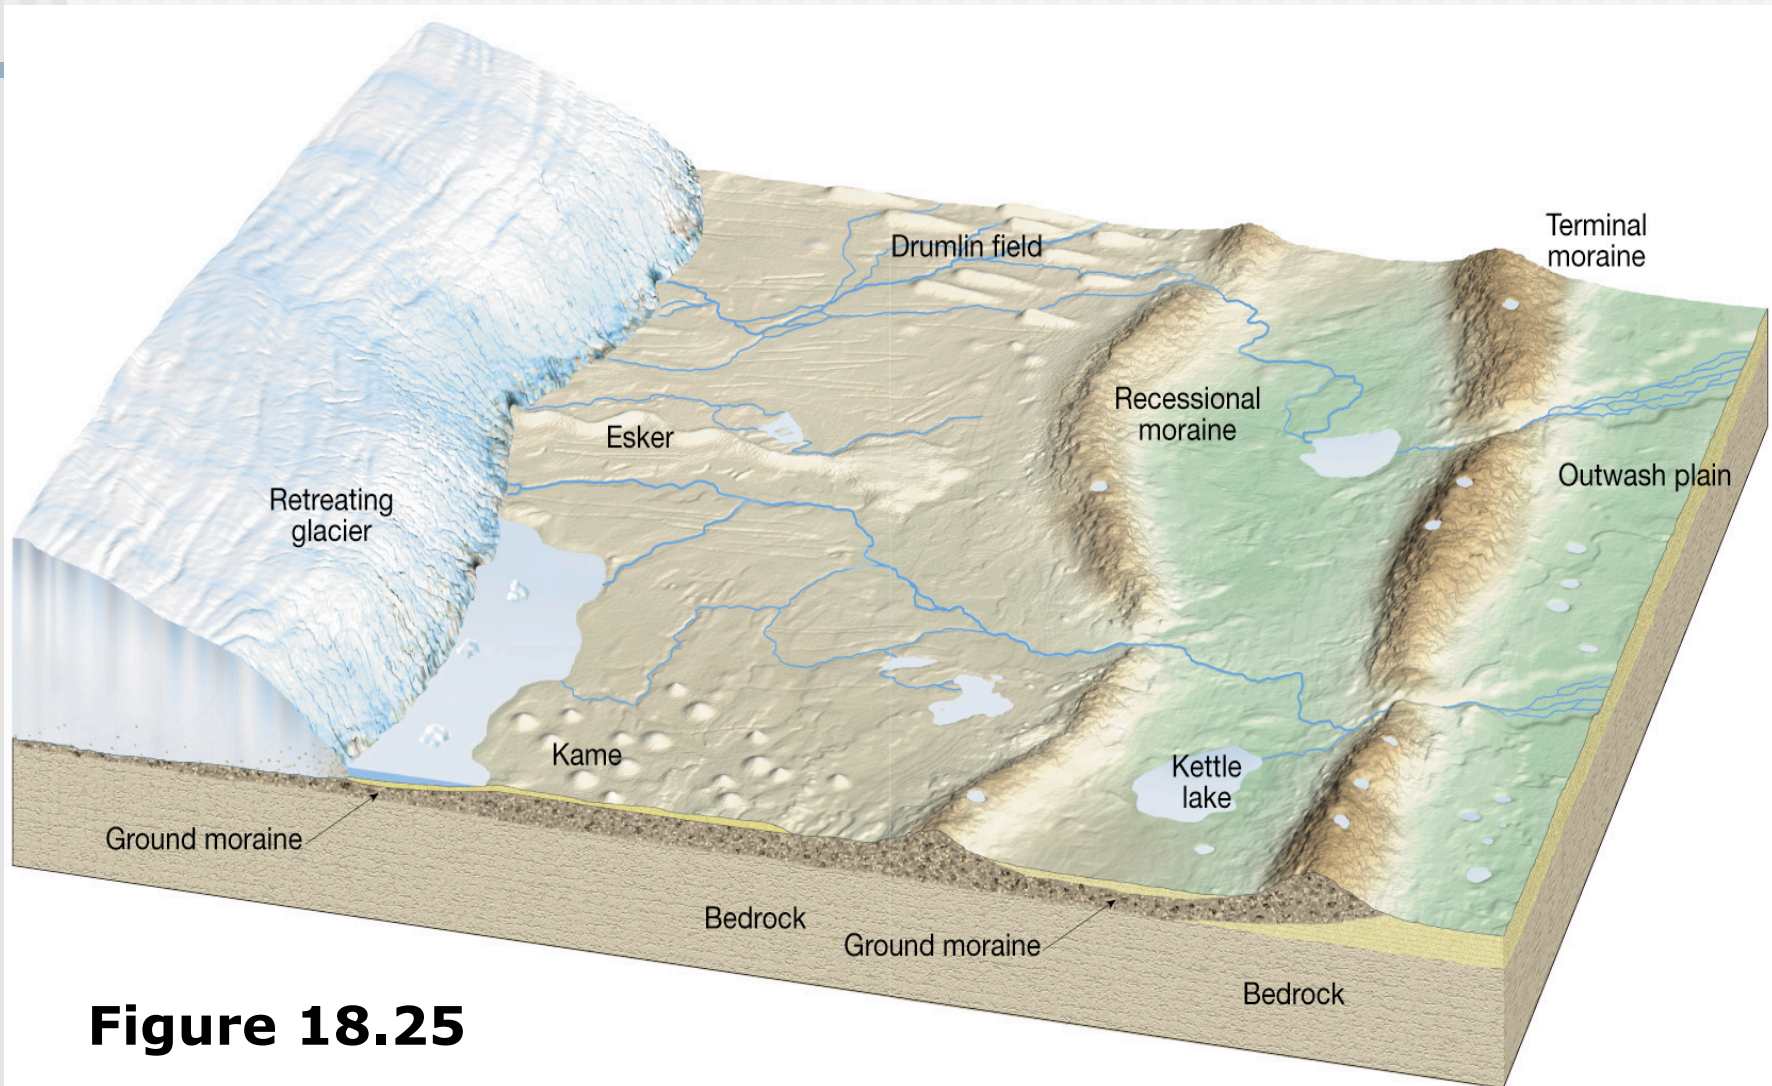 Terminal
moraine
Drumlin field
Recessional
moraine
Esker
Outwash plain
Retreating
glacier
Kame
Kettle
lake
Ground moraine
Bedrock
Ground moraine
Bedrock
Figure 18.25